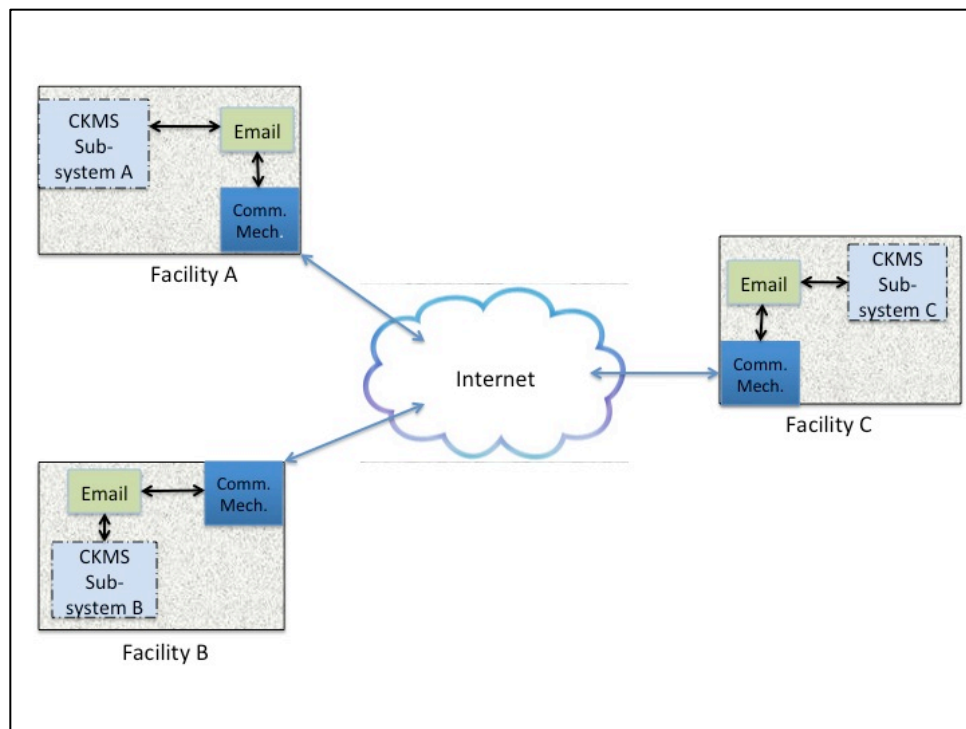 CKMS
Sub-
system A
Email
Comm.
Mech.
Facility A
Internet
Email
CKMS
Sub-
system C
Comm.
Mech.
Facility C
Email
Comm.
Mech.
CKMS
Sub-
system B
Facility B